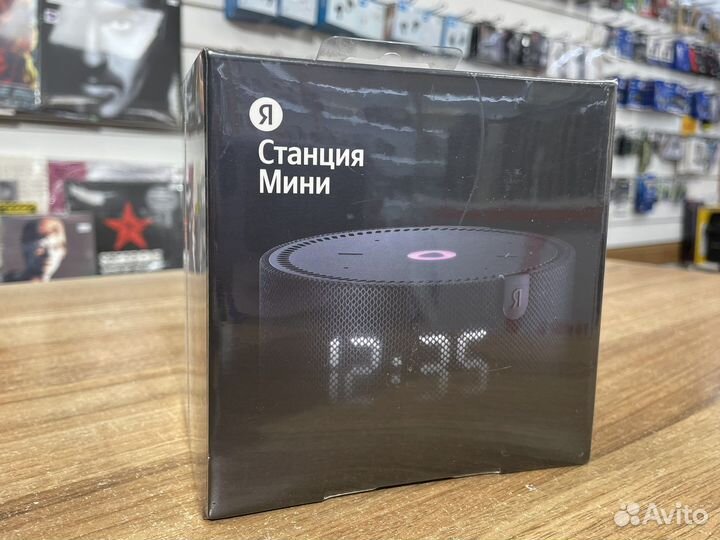 Я
Станция
Мини
Я
12:35
Avito